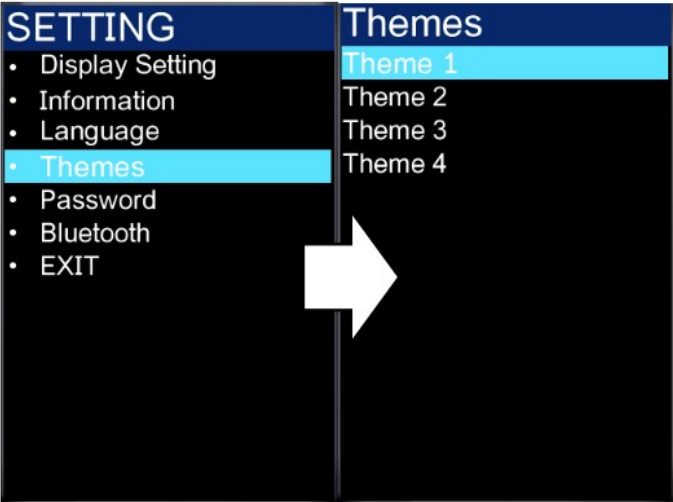 SETTING
• Display Setting
• Information
• Language
• Themes
• Password
• Bluetooth
• EXIT
Themes
Theme 1
Theme 2
Theme 3
Theme 4